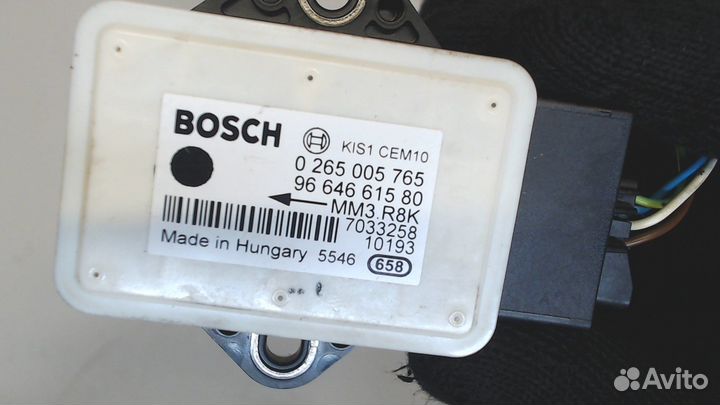 BOSCH KIS1 CEM10
0 265 005 765
96 646 615 80
MM3.R8K
7033258
10193
Made in Hungary 5546 658
Avito